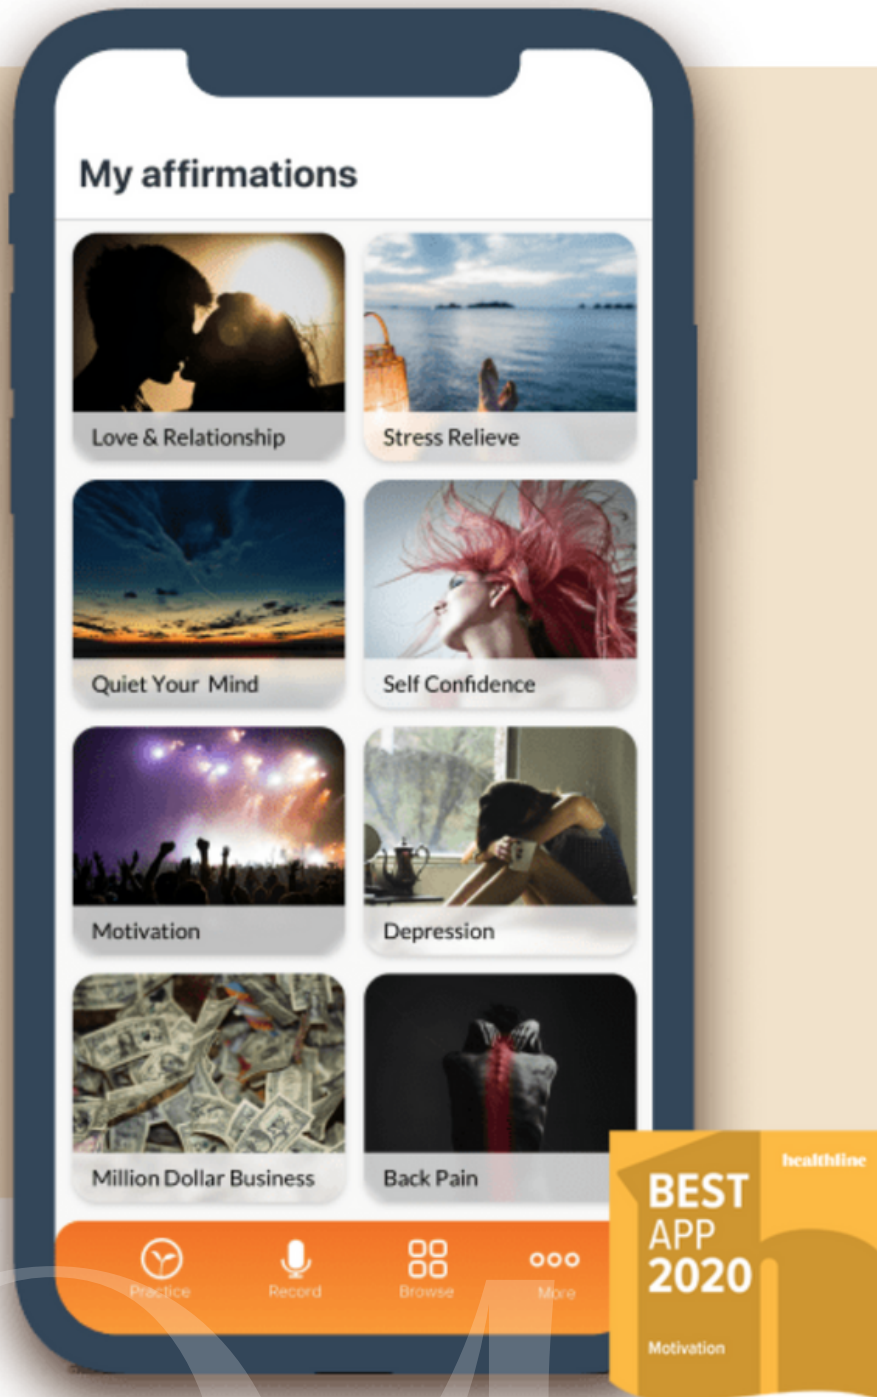 My affirmations
Love & Relationship
Stress Relieve
Quiet Your Mind
Self Confidence
Motivation
Depression
Million Dollar Business
Back Pain
Practice
Record
Browse
More
healthline
BEST
APP
2020
Motivation